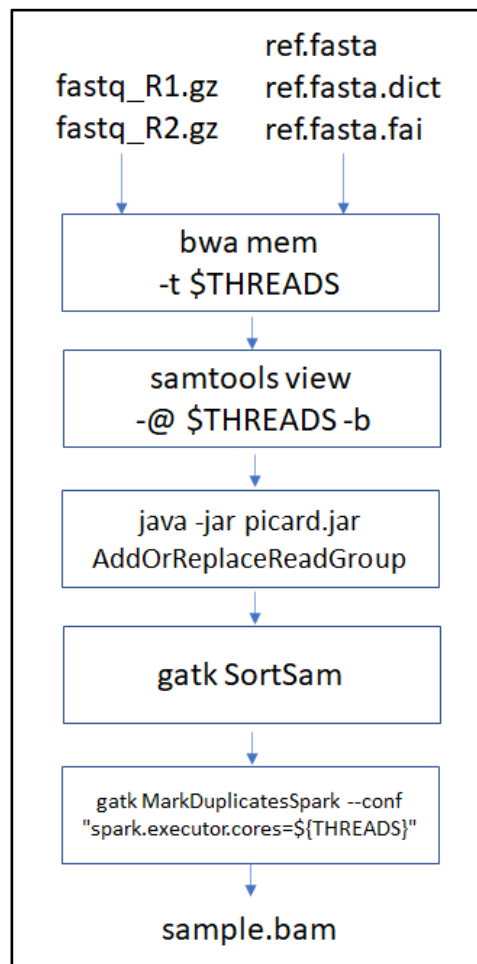 fastq_R1.gz
fastq_R2.gz
ref.fasta
ref.fasta.dict
ref.fasta.fai
bwa mem
-t $THREADS
samtools view
-@ $THREADS -b
java -jar picard.jar
AddOrReplaceReadGroup
gatk SortSam
gatk MarkDuplicatesSpark --conf
"spark.executor.cores=${THREADS}"
sample.bam